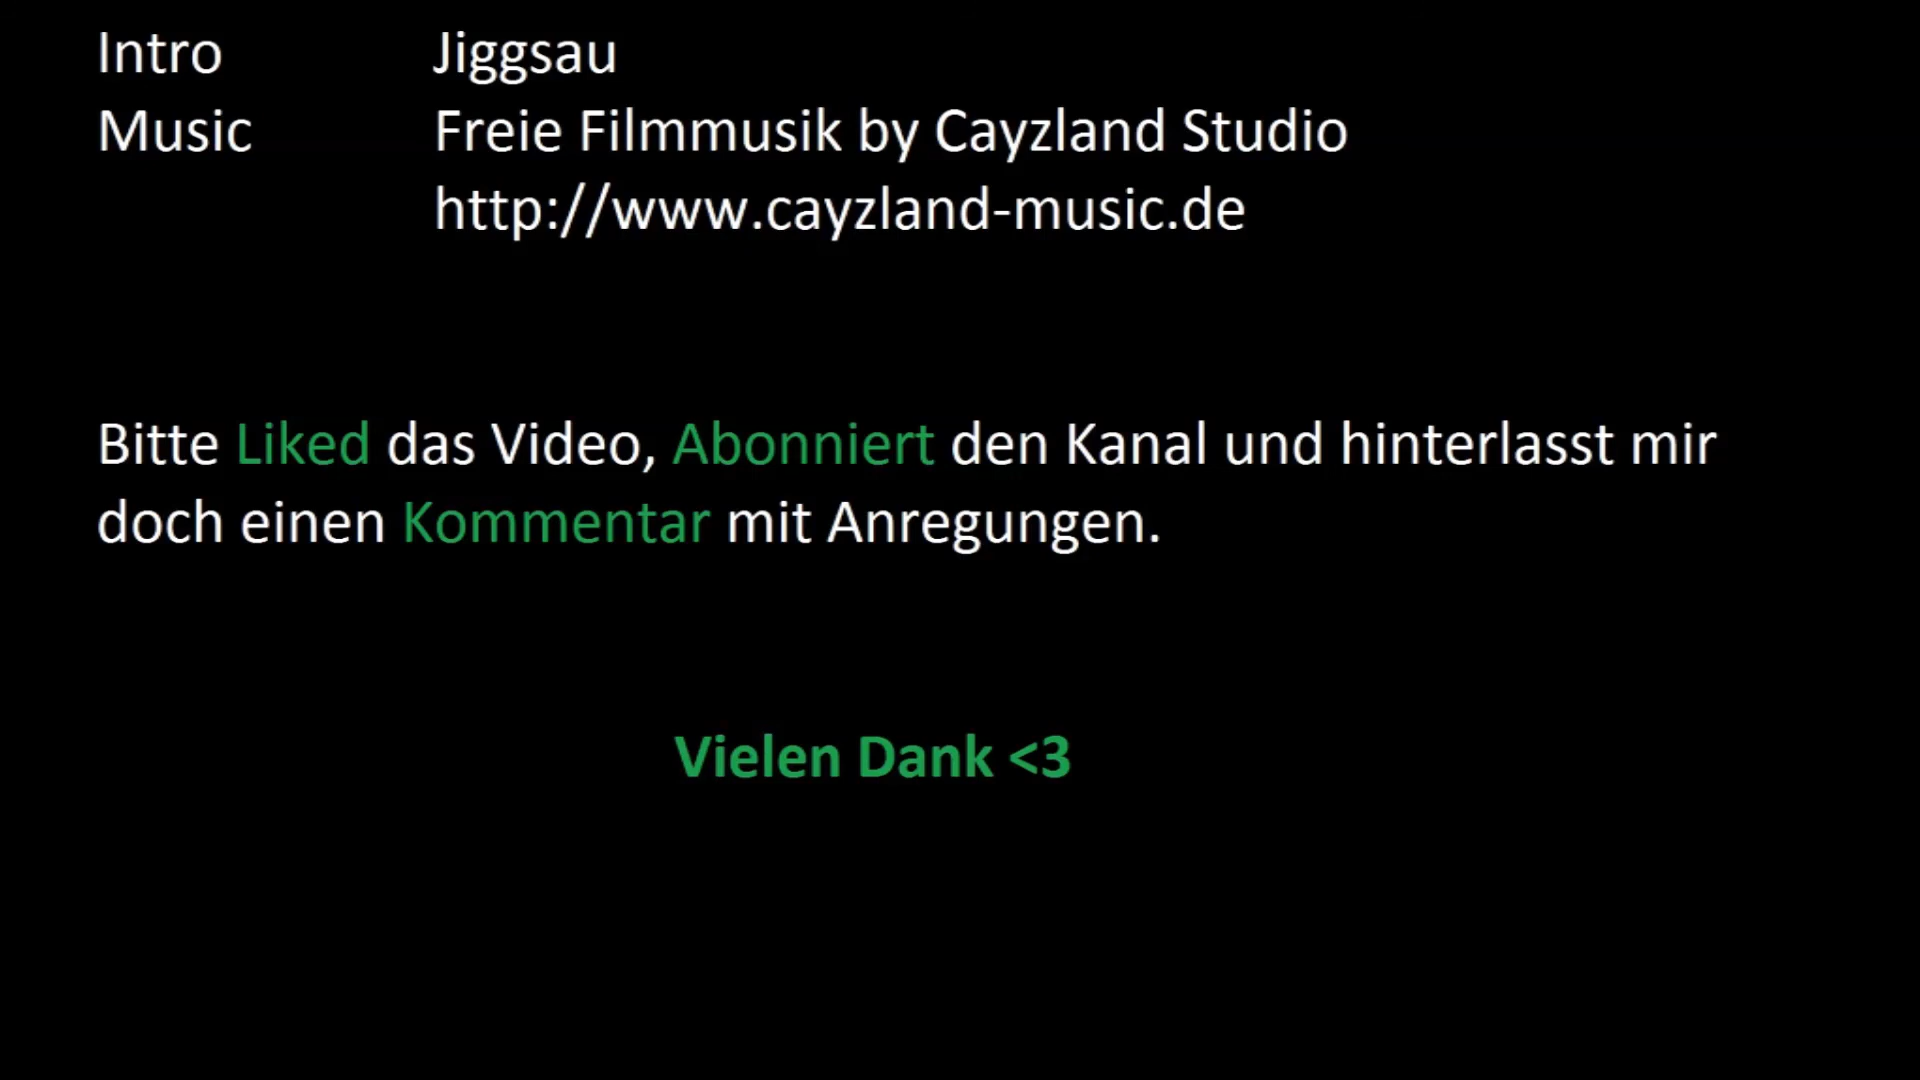 Intro Jiggsau
Music Freie Filmmusik by Cayzland Studio
http://www.cayzland-music.de
Bitte Liked das Video, Abonniert den Kanal und hinterlasst mir
doch einen Kommentar mit Anregungen.
Vielen Dank <3